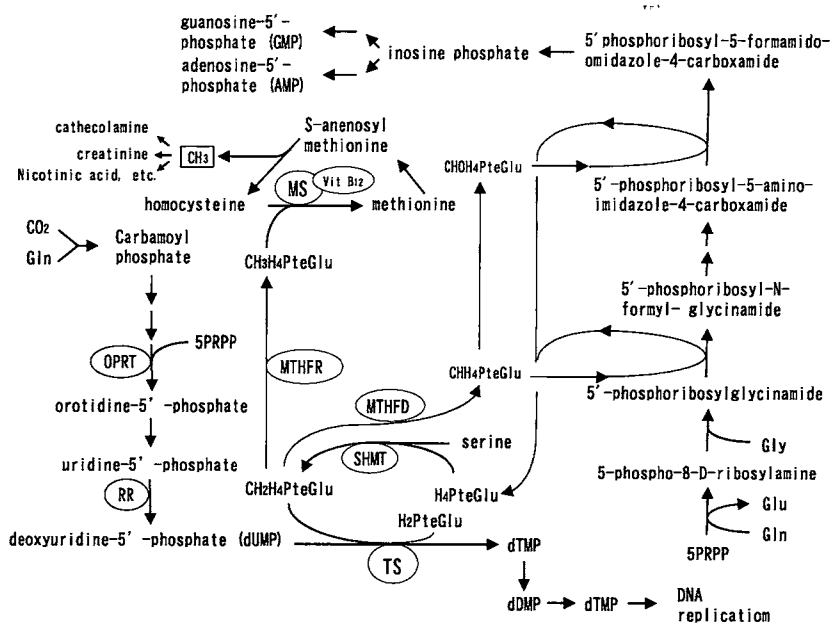 guanosine-5′-
phosphate (GMP)
adenosine-5′-
phosphate (AMP)
inosine phosphate
5′phosphoribosyl-5-formamido-
omidazole-4-carboxamide
cathecolamine
creatinine
Nicotinic acid, etc.
CH3
S-anenosyl
methionine
MS
Vit B12
homocysteine
methionine
CHOH4PteGlu
5′-phosphoribosyl-5-amino-
imidazole-4-carboxamide
CO2
Gln
Carbamoyl
phosphate
CH3H4PteGlu
5′-phosphoribosyl-N-
formyl- glycinamide
OPRT
5PRPP
MTHFR
CHH4PteGlu
5′-phosphoribosylglycinamide
orotidine-5′ -phosphate
MTHFD
serine
Gly
uridine-5′ -phosphate
SHMT
RR
CH2H4PteGlu
H4PteGlu
5-phospho-8-D-ribosylamine
H2PteGlu
Glu
Gln
deoxyuridine-5′ -phosphate (dUMP)
TS
dTMP
5PRPP
dDMP
dTMP
DNA
replication